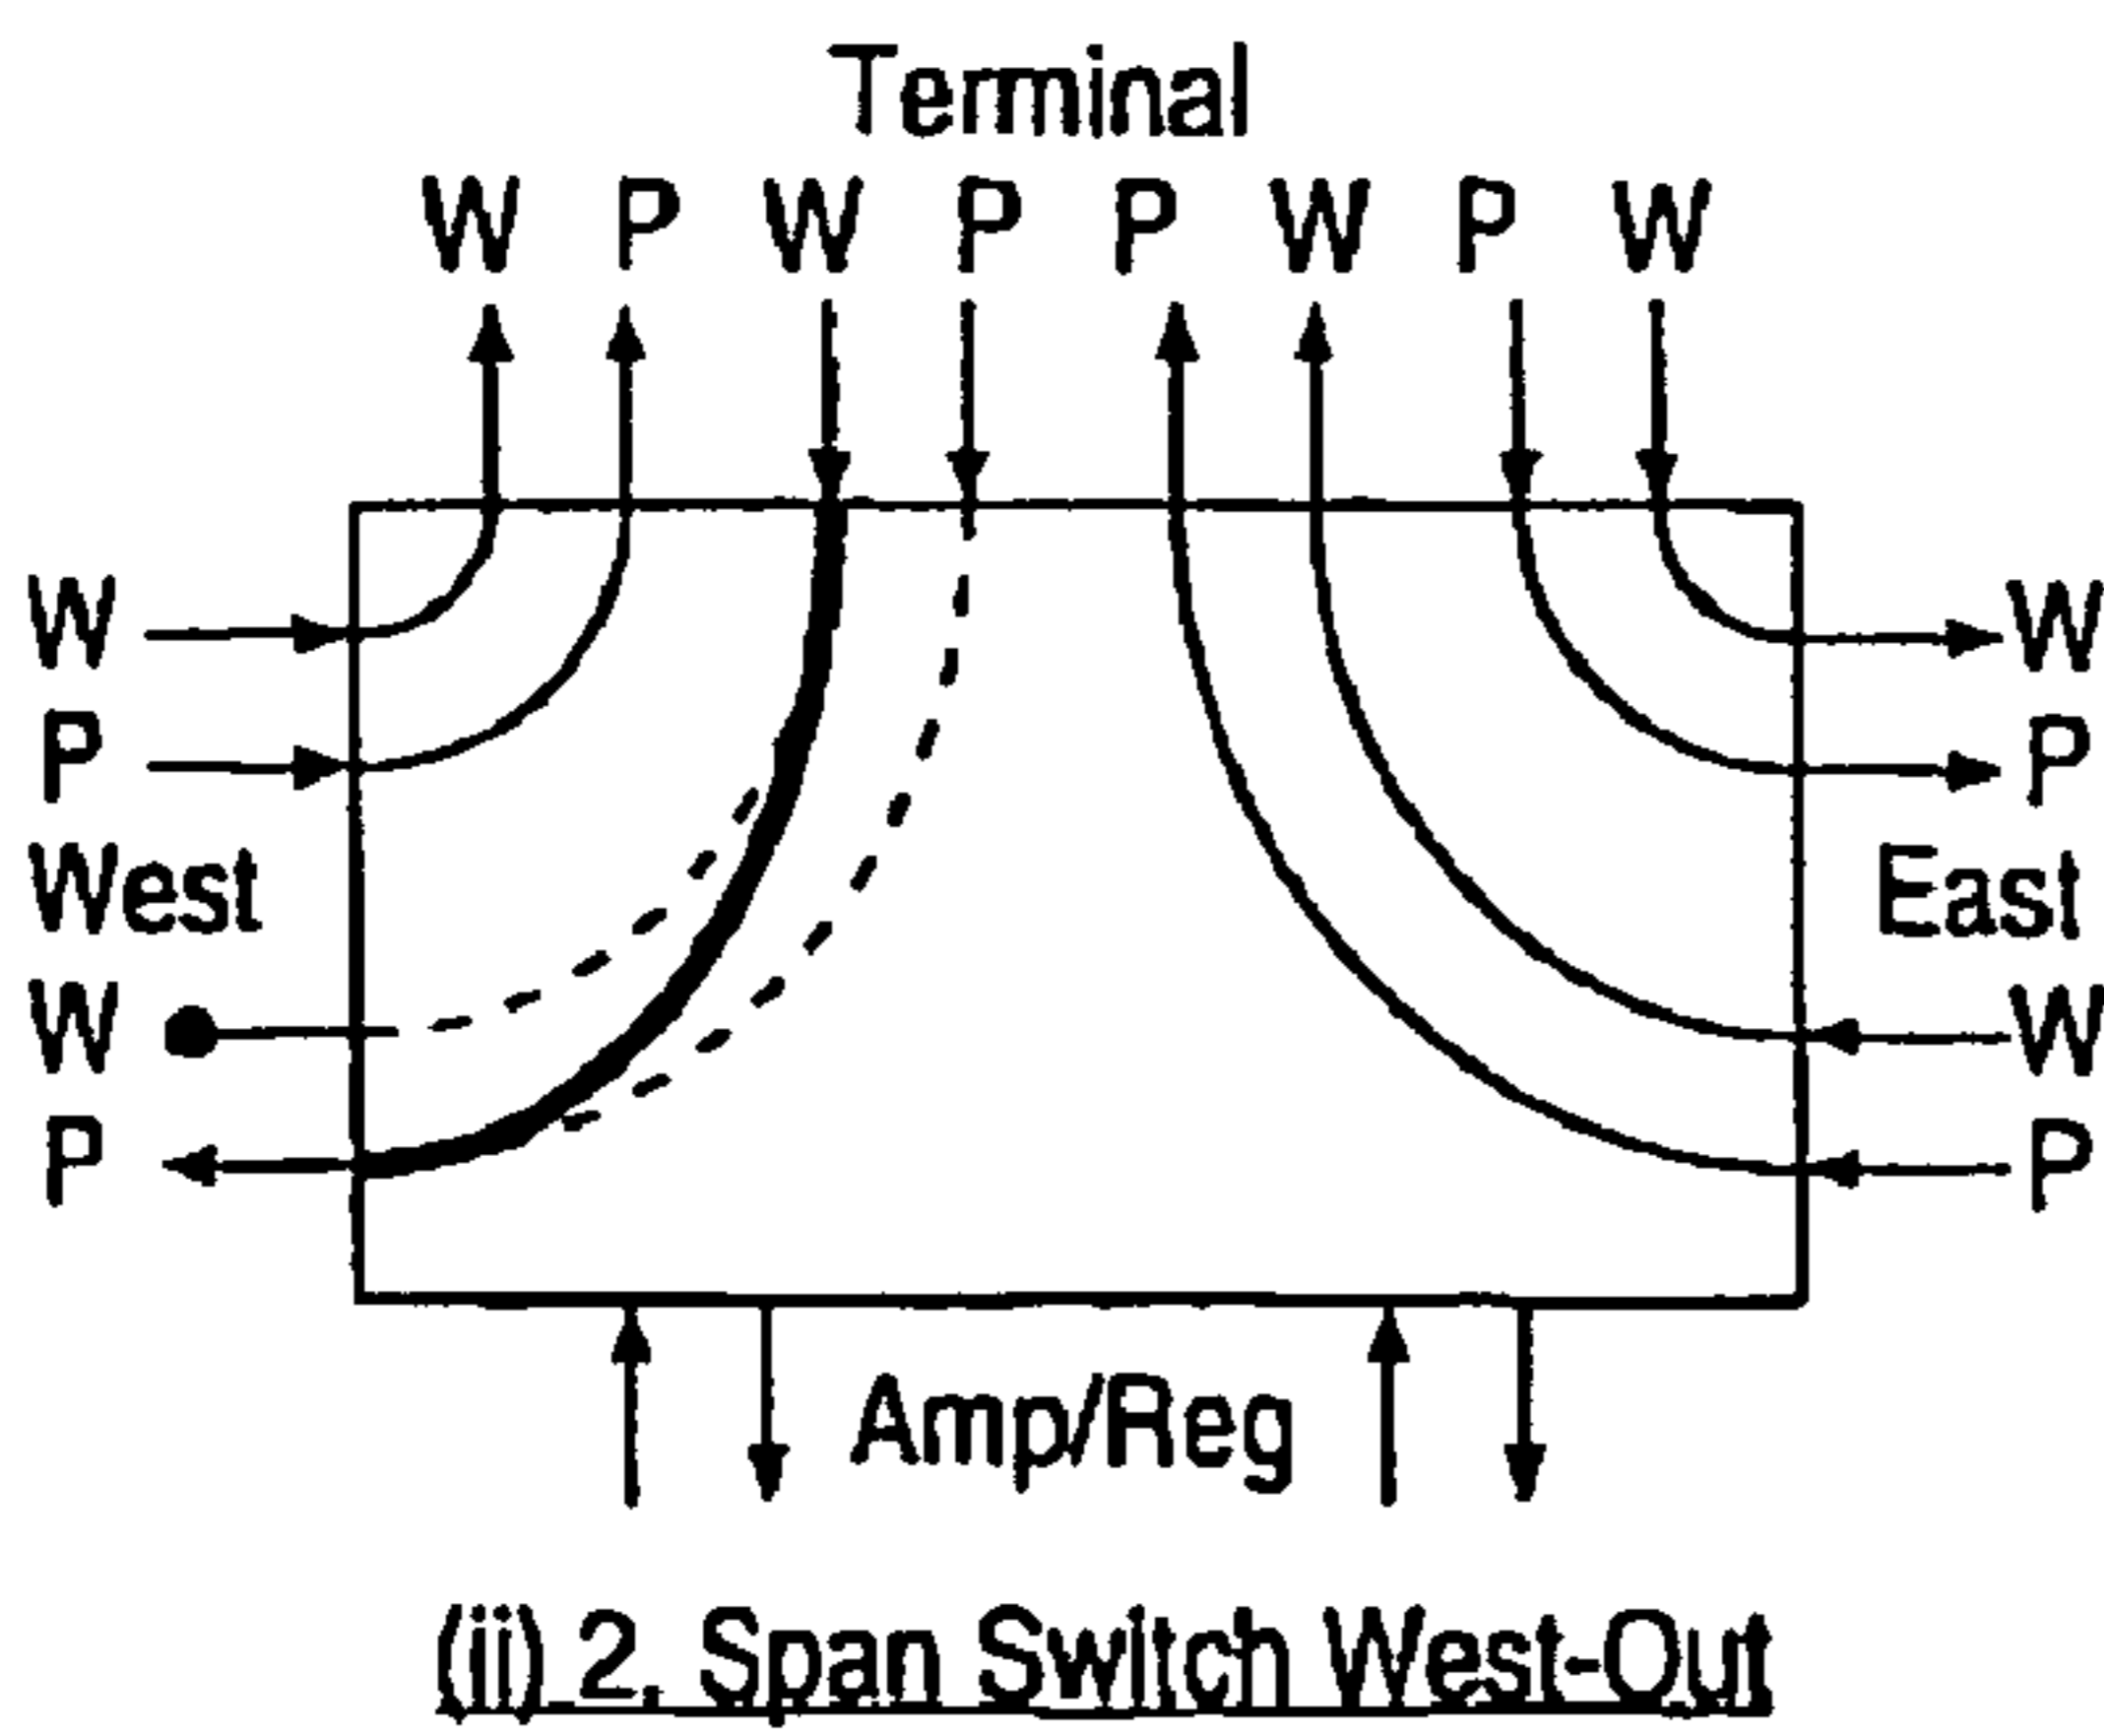 Terminal
W P W P P W P W
W W
P P
West East
W W
P P
Amp/Reg
(ii) 2. Span Switch West-Out